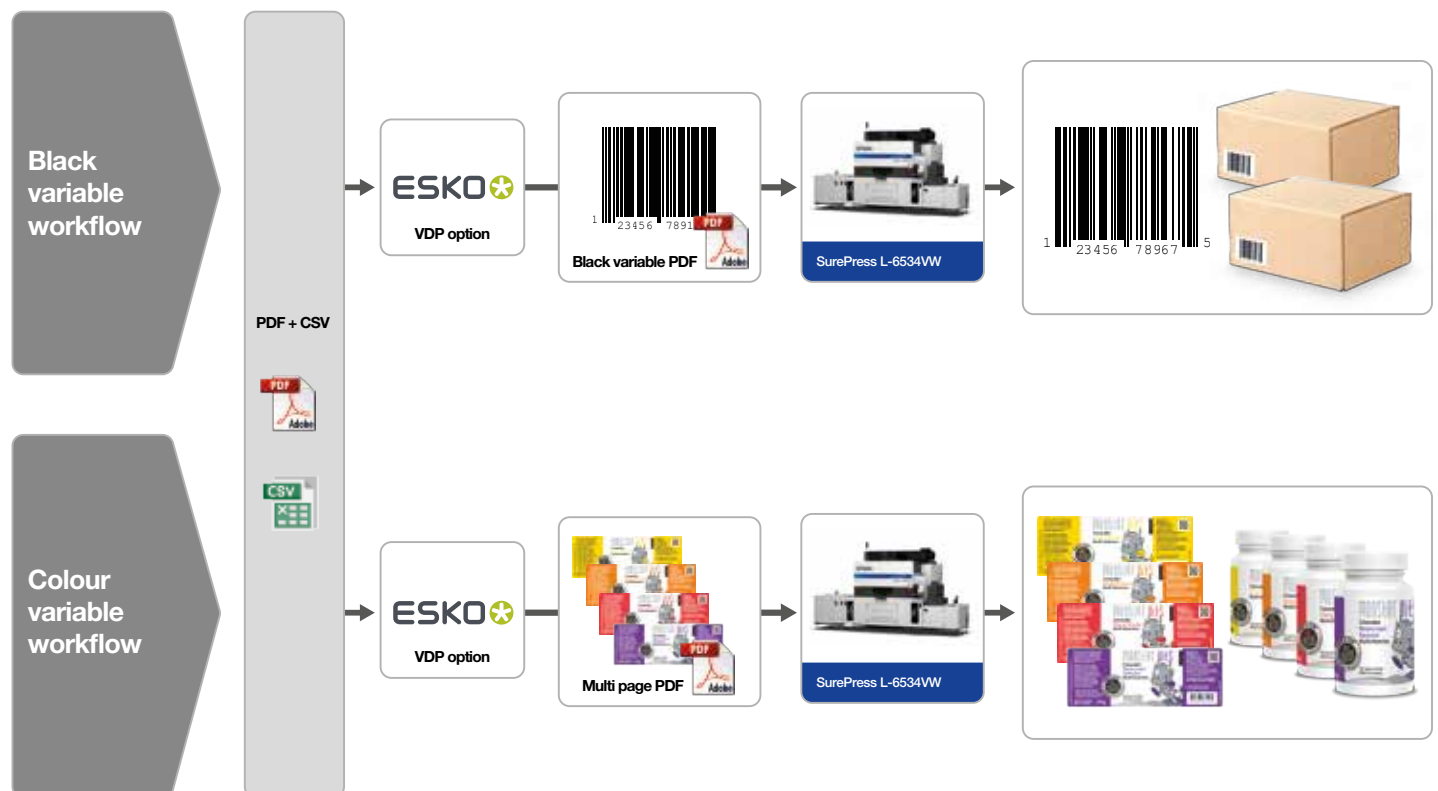 Black
variable
workflow
PDF + CSV
PDF
Adobe
CSV
ESKO
VDP option
1 23456 7891
PDF
Adobe
Black variable PDF
SurePress L-6534VW
1 23456 78967 5
Colour
variable
workflow
ESKO
VDP option
PDF
Adobe
Multi page PDF
SurePress L-6534VW